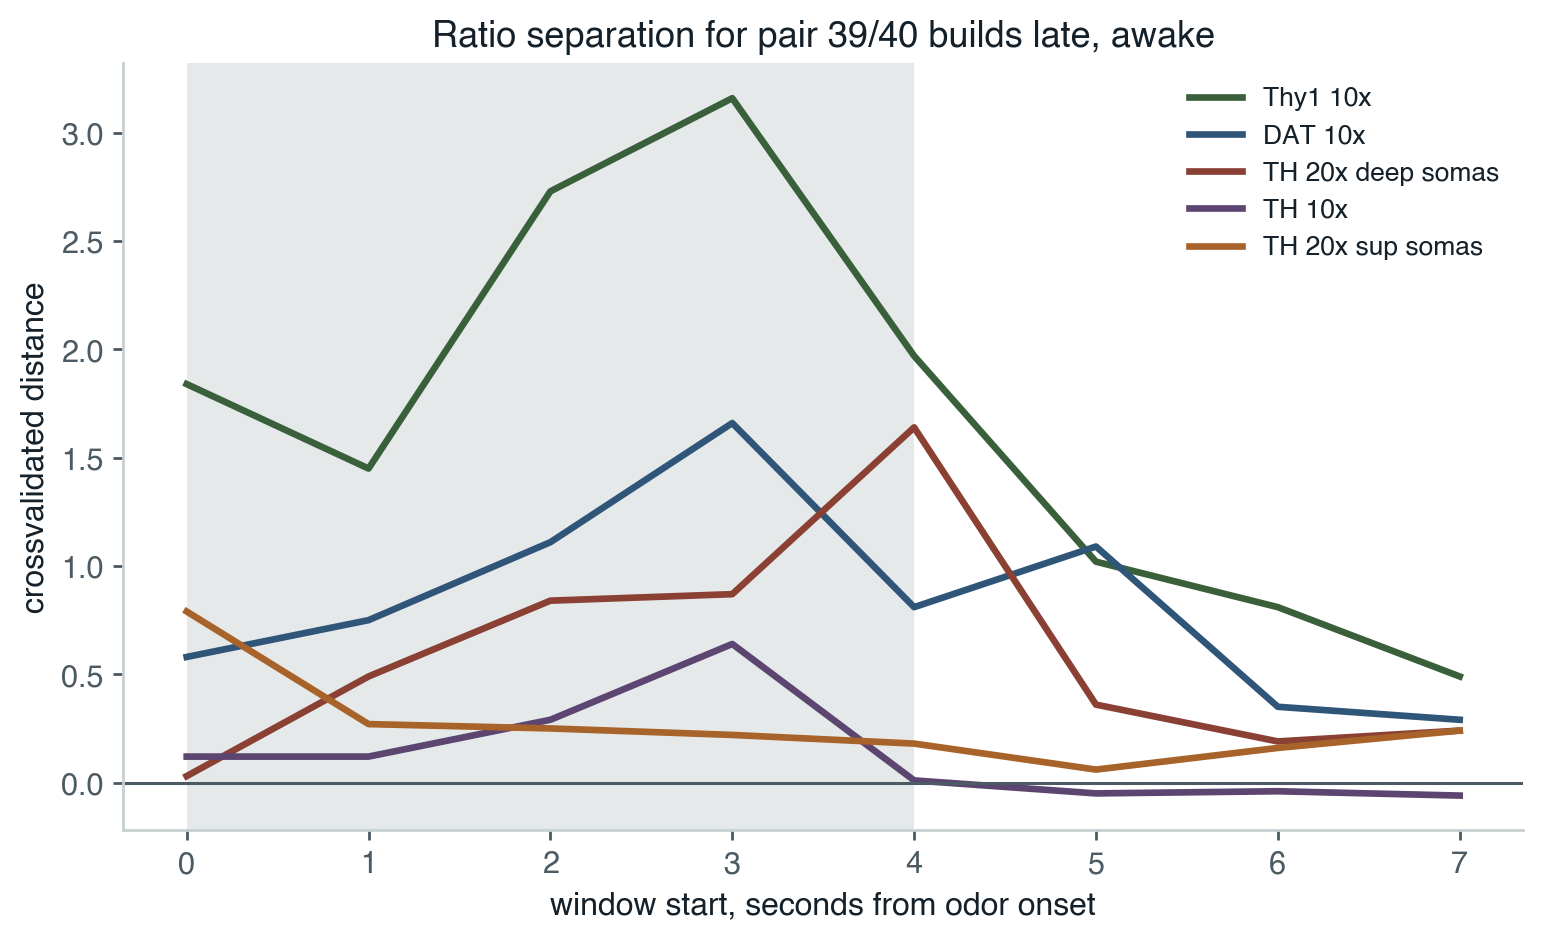 Ratio separation for pair 39/40 builds late, awake
Thy1 10x
DAT 10x
TH 20x deep somas
TH 10x
TH 20x sup somas
crossvalidated distance
3.0
2.5
2.0
1.5
1.0
0.5
0.0
0 1 2 3 4 5 6 7
window start, seconds from odor onset